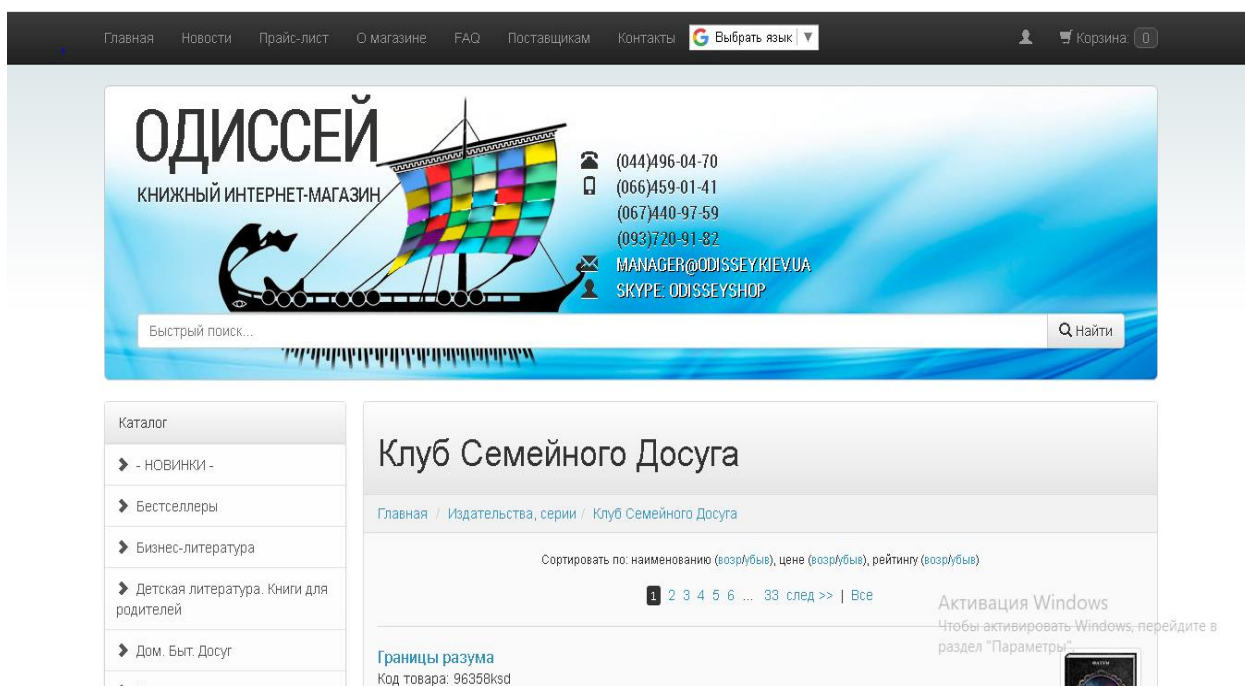 Главная Новости Прайс-лист О магазине FAQ Поставщикам Контакты G Выбрать язык ▼ Корзина: 0
ОДИССЕЙ
КНИЖНЫЙ ИНТЕРНЕТ-МАГАЗИН
(044)496-04-70
(066)459-01-41
(067)440-97-59
(093)720-91-82
MANAGER@ODISSEY.KIEV.UA
SKYPE: ODISSEYSHOP
Быстрый поиск... Найти
Каталог
- НОВИНКИ -
Бестселлеры
Бизнес-литература
Детская литература. Книги для
родителей
Дом. Быт. Досуг
Клуб Семейного Досуга
Главная / Издательства, серии / Клуб Семейного Досуга
Сортировать по: наименованию (возр/убыв), цене (возр/убыв), рейтингу (возр/убыв)
1 2 3 4 5 6 ... 33 след >> | Все
Границы разума
Код товара: 96358ksd
Активация Windows
Чтобы активировать Windows, перейдите в
раздел "Параметры".